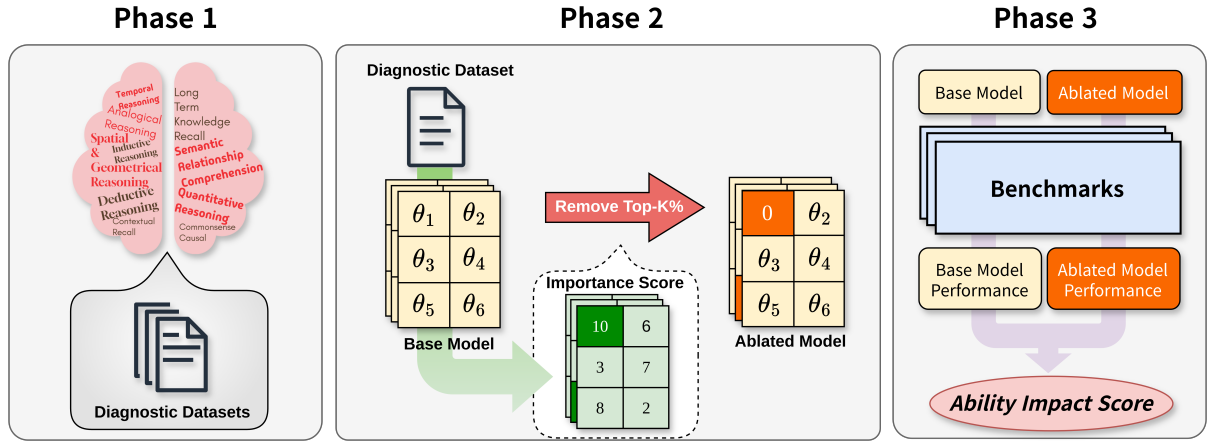 Phase 1
Temporal
Reasoning
Analogical
Reasoning
Spatial
&
Geometrical
Reasoning
Inductive
Reasoning
Deductive
Reasoning
Contextual
Recall
Long
Term
Knowledge
Recall
Semantic
Relationship
Comprehension
Quantitative
Reasoning
Commonsense
Causal
Diagnostic Datasets
Phase 2
Diagnostic Dataset
θ1 θ2
θ3 θ4
θ5 θ6
Base Model
Remove Top-K%
Importance Score
10 6
3 7
8 2
0 θ2
θ3 θ4
θ5 θ6
Ablated Model
Phase 3
Base Model
Ablated Model
Benchmarks
Base Model
Performance
Ablated Model
Performance
Ability Impact Score